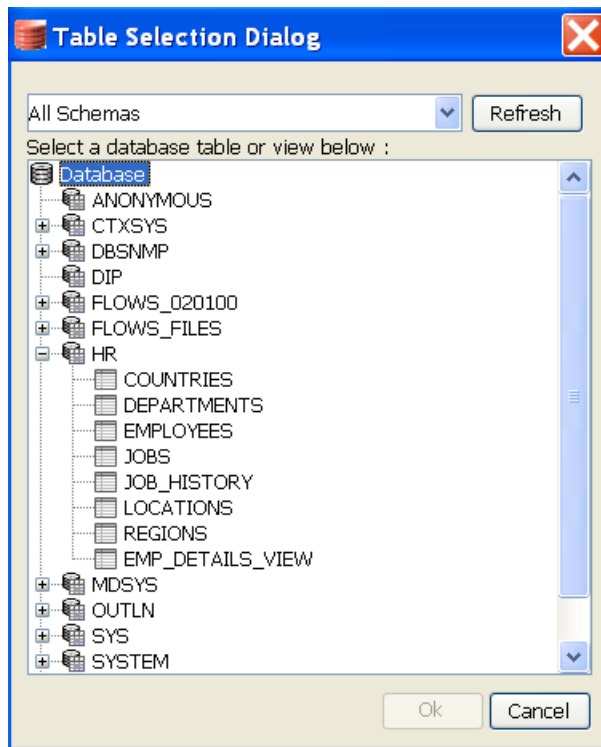 Table Selection Dialog
All Schemas Refresh
Select a database table or view below :
Database
ANONYMOUS
CTXSYS
DBSNMP
DIP
FLOWS_020100
FLOWS_FILES
HR
COUNTRIES
DEPARTMENTS
EMPLOYEES
JOBS
JOB_HISTORY
LOCATIONS
REGIONS
EMP_DETAILS_VIEW
MDSYS
OUTLN
SYS
SYSTEM
Ok Cancel